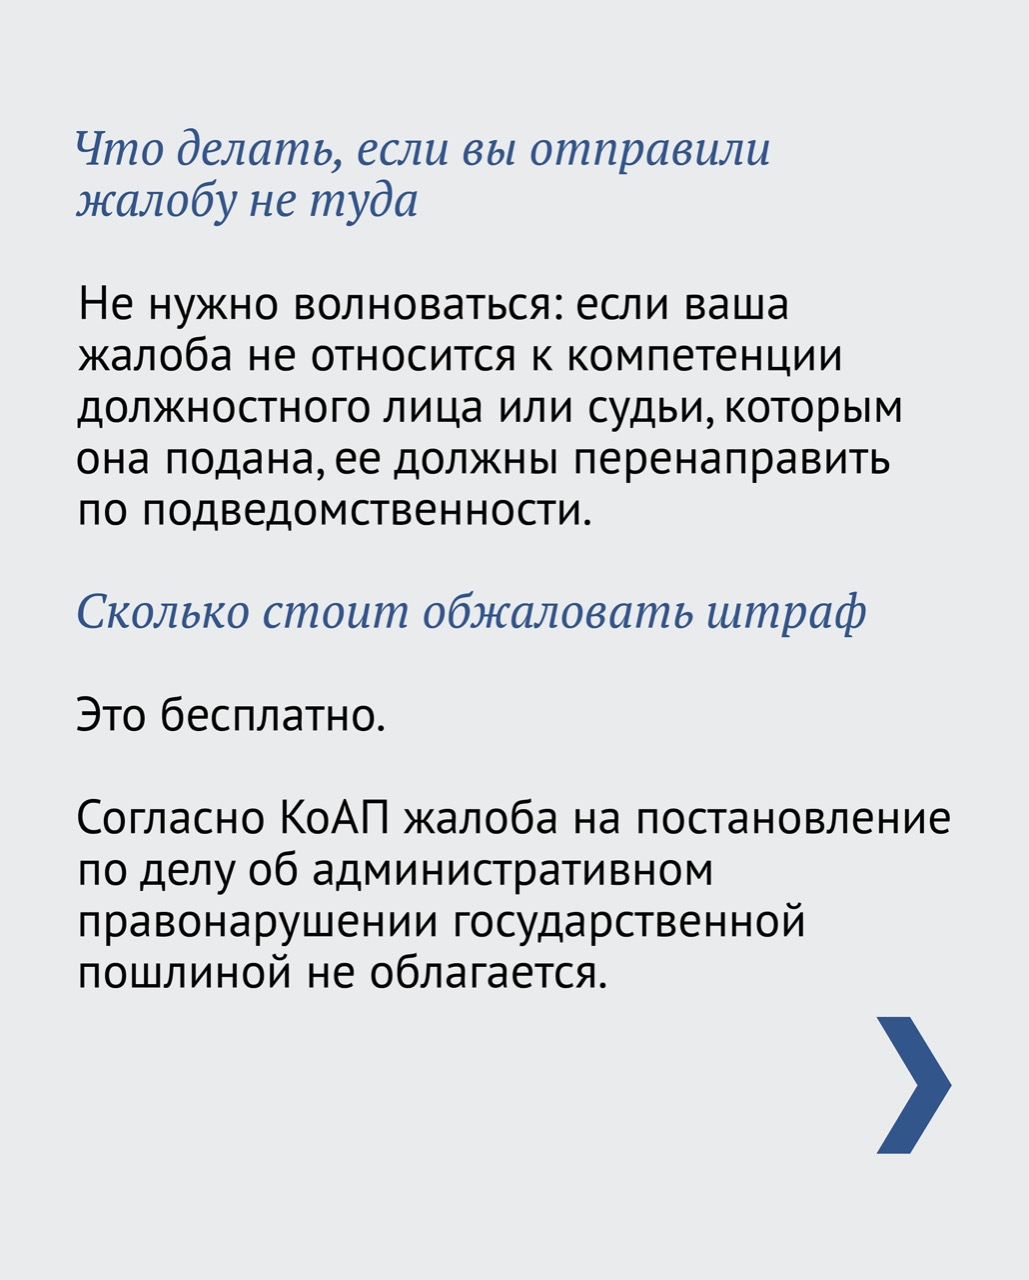 Что делать, если вы отправили
жалобу не туда
Не нужно волноваться: если ваша
жалоба не относится к компетенции
должностного лица или судьи, которым
она подана, ее должны перенаправить
по подведомственности.
Сколько стоит обжаловать штраф
Это бесплатно.
Согласно КоАП жалоба на постановление
по делу об административном
правонарушении государственной
пошлиной не облагается.